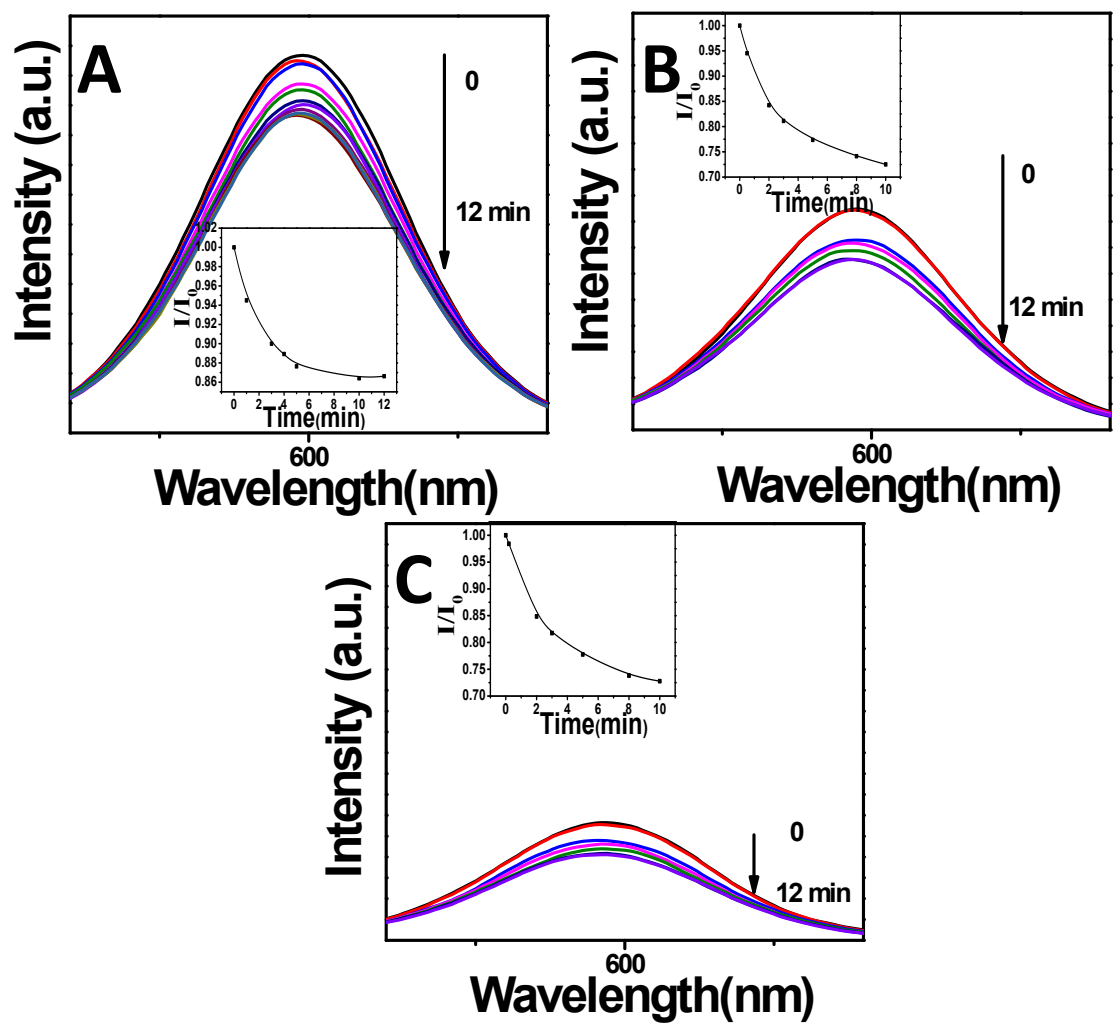 A
Intensity (a.u.)
0
12 min
1.02
1.00
0.98
0.96
0.94
0.92
0.90
0.88
0.86
I/I0
0 2 4 6 8 10 12
Time(min)
600
Wavelength(nm)
B
Intensity (a.u.)
1.00
0.95
0.90
0.85
0.80
0.75
0.70
I/I0
0 2 4 6 8 10
Time(min)
0
12 min
600
Wavelength(nm)
C
Intensity (a.u.)
1.00
0.95
0.90
0.85
0.80
0.75
0.70
I/I0
0 2 4 6 8 10
Time(min)
0
12 min
600
Wavelength(nm)